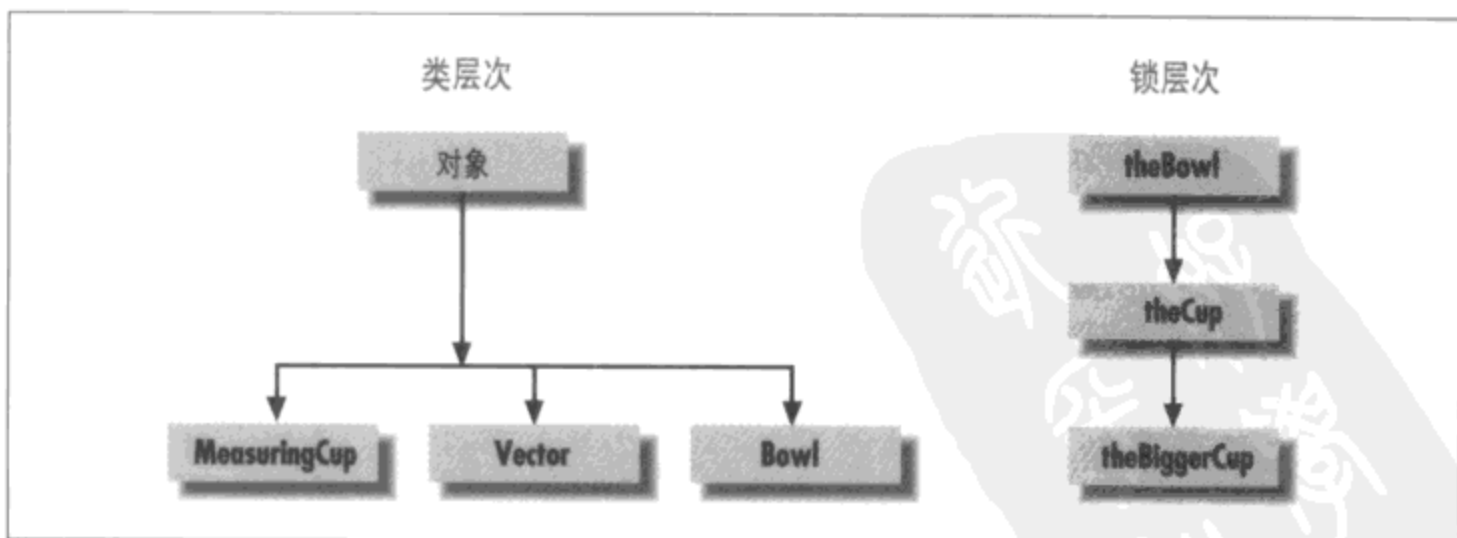 类层次
锁层次
对象
theBowl
theCup
MeasuringCup
Vector
Bowl
theBiggerCup